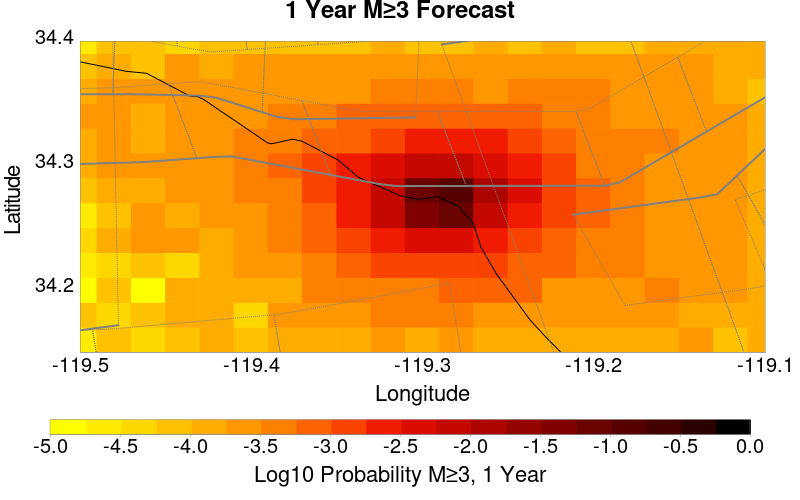 1 Year M≥3 Forecast
34.4
34.3
34.2
Latitude
-119.5 -119.4 -119.3 -119.2 -119.1
Longitude
-5.0 -4.5 -4.0 -3.5 -3.0 -2.5 -2.0 -1.5 -1.0 -0.5 0.0
Log10 Probability M≥3, 1 Year